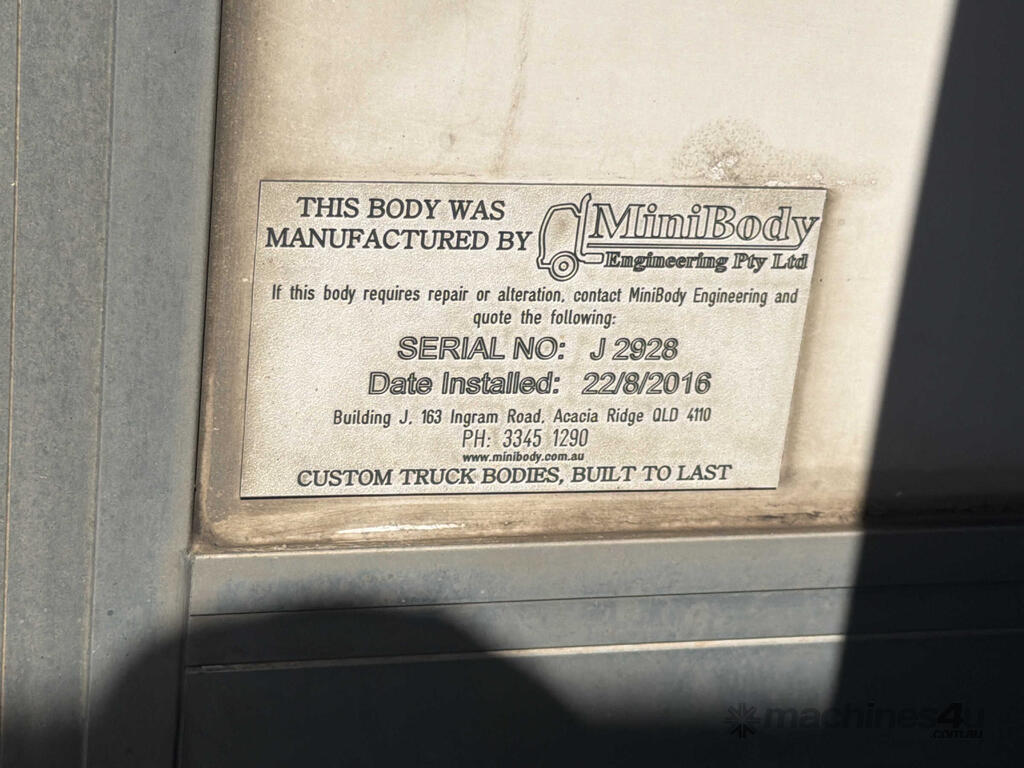 THIS BODY WAS
MANUFACTURED BY
MiniBody
Engineering Pty Ltd
If this body requires repair or alteration, contact MiniBody Engineering and
quote the following:
SERIAL NO: J 2928
Date Installed: 22/8/2016
Building J, 163 Ingram Road, Acacia Ridge QLD 4110
PH: 3345 1290
www.minibody.com.au
CUSTOM TRUCK BODIES, BUILT TO LAST
machines4u
.com.au